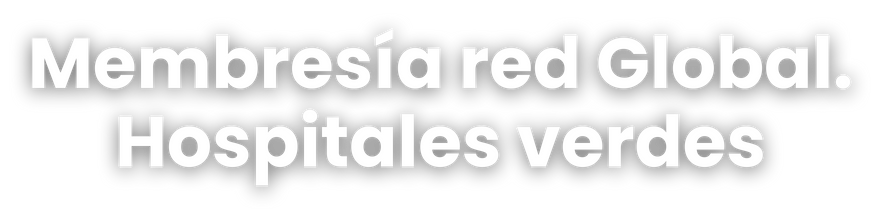 Membresía red Global.
Hospitales verdes